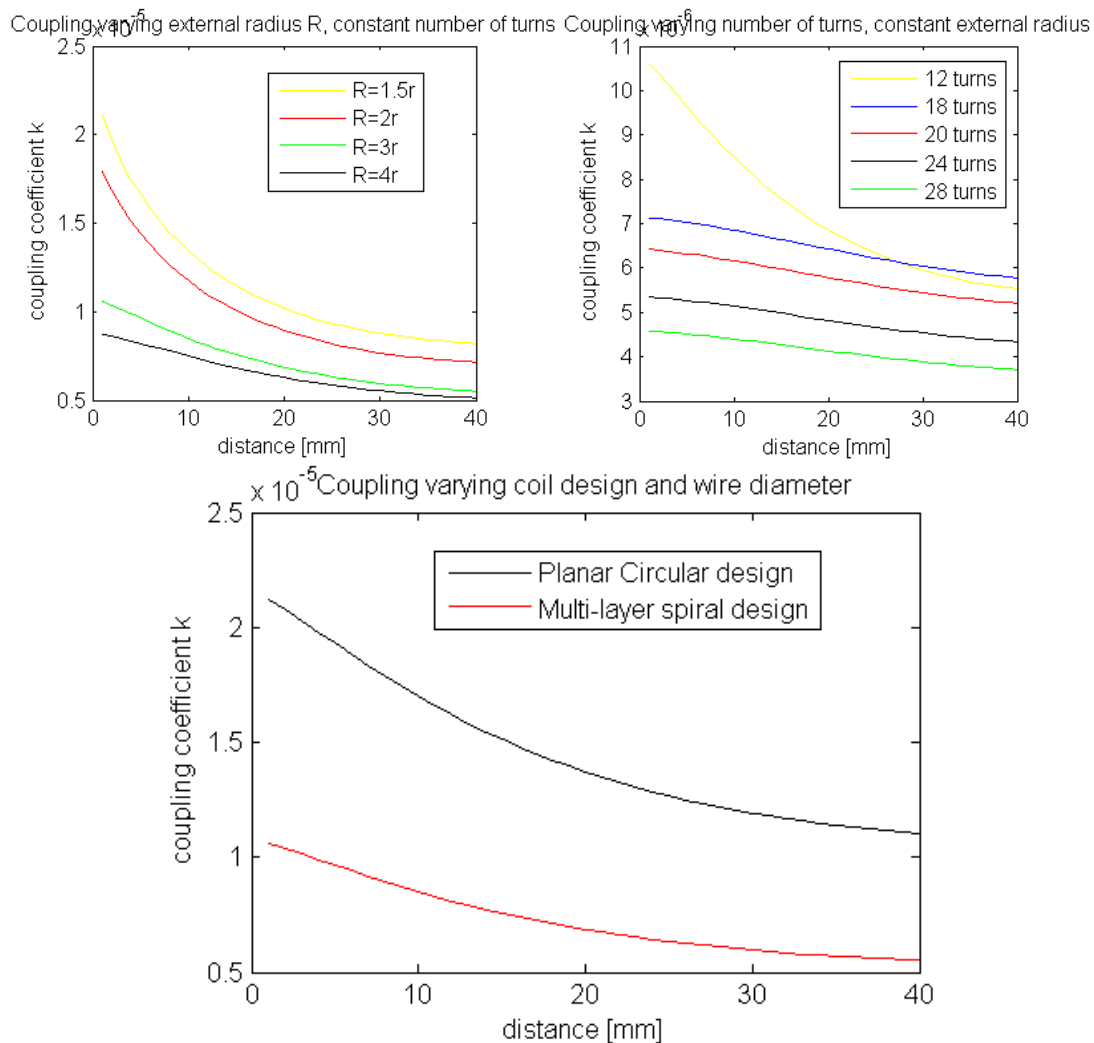 Coupling varying external radius R, constant number of turns
x 10^-5
2.5
2
1.5
1
0.5
0
10
20
30
40
coupling coefficient k
distance [mm]
R=1.5r
R=2r
R=3r
R=4r
Coupling varying number of turns, constant external radius
x 10^-6
11
10
9
8
7
6
5
4
3
0
10
20
30
40
coupling coefficient k
distance [mm]
12 turns
18 turns
20 turns
24 turns
28 turns
x 10^-5
Coupling varying coil design and wire diameter
2.5
2
1.5
1
0.5
0
10
20
30
40
coupling coefficient k
distance [mm]
Planar Circular design
Multi-layer spiral design